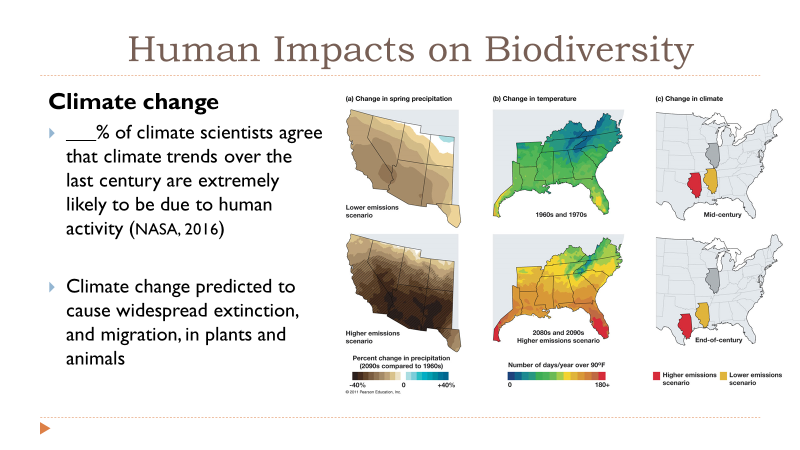 Human Impacts on Biodiversity
Climate change
___% of climate scientists agree
that climate trends over the
last century are extremely
likely to be due to human
activity (NASA, 2016)
Climate change predicted to
cause widespread extinction,
and migration, in plants and
animals
(a) Change in spring precipitation
Lower emissions
scenario
Higher emissions
scenario
Percent change in precipitation
(2090s compared to 1960s)
-40%
0
+40%
© 2011 Pearson Education, Inc.
(b) Change in temperature
1960s and 1970s
2080s and 2090s
Higher emissions scenario
Number of days/year over 90ºF
0
180+
(c) Change in climate
Mid-century
End-of-century
Higher emissions
scenario
Lower emissions
scenario